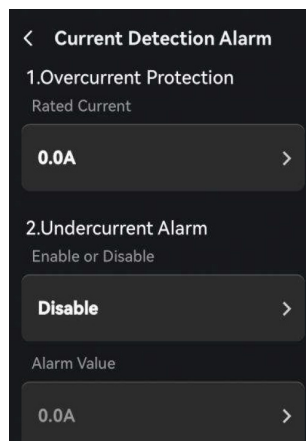 Current Detection Alarm
1.Overcurrent Protection
Rated Current
0.0A
2.Undercurrent Alarm
Enable or Disable
Disable
Alarm Value
0.0A